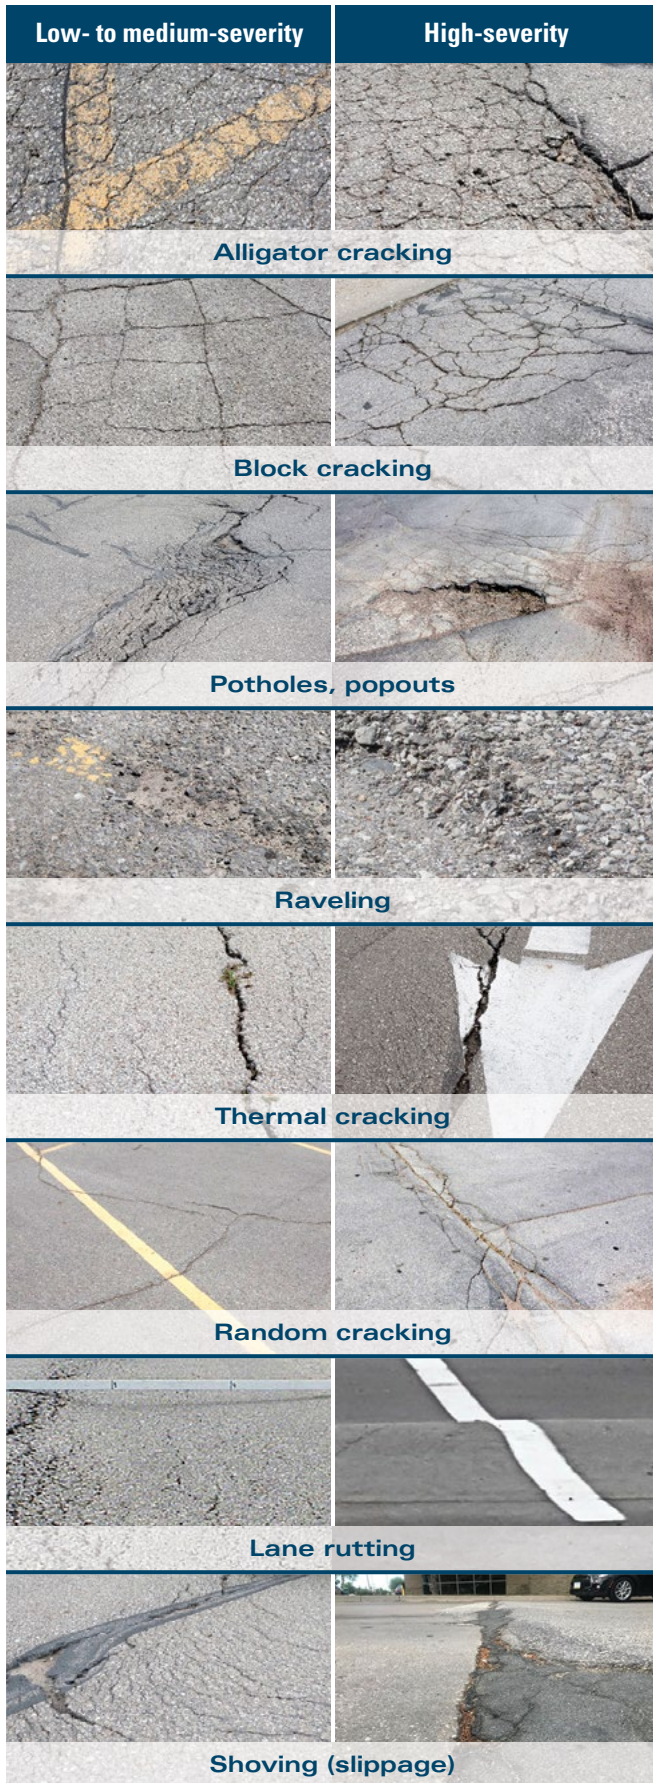 Low- to medium-severity
High-severity
Alligator cracking
Block cracking
Potholes, popouts
Raveling
Thermal cracking
Random cracking
Lane rutting
Shoving (slippage)